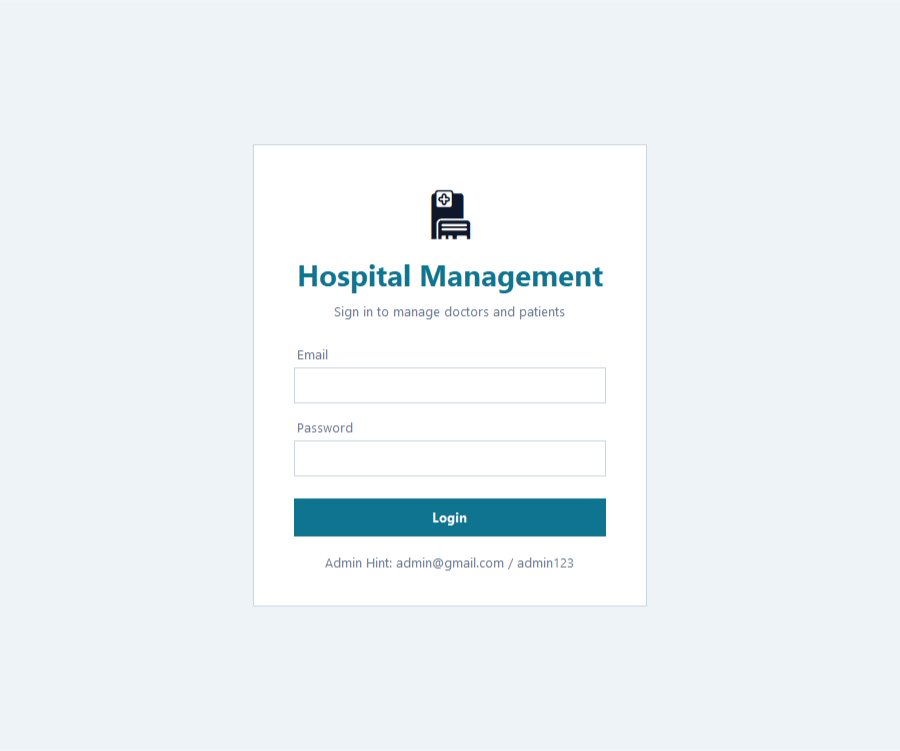 Hospital Management
Sign in to manage doctors and patients
Email
Password
Login
Admin Hint: admin@gmail.com / admin123